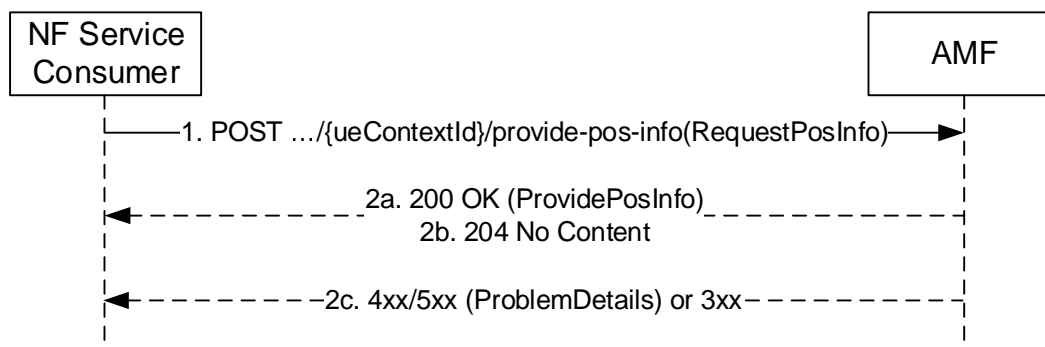 NF Service
Consumer
AMF
1. POST …/{ueContextId}/provide-pos-info(RequestPosInfo)
2a. 200 OK (ProvidePosInfo)
2b. 204 No Content
2c. 4xx/5xx (ProblemDetails) or 3xx